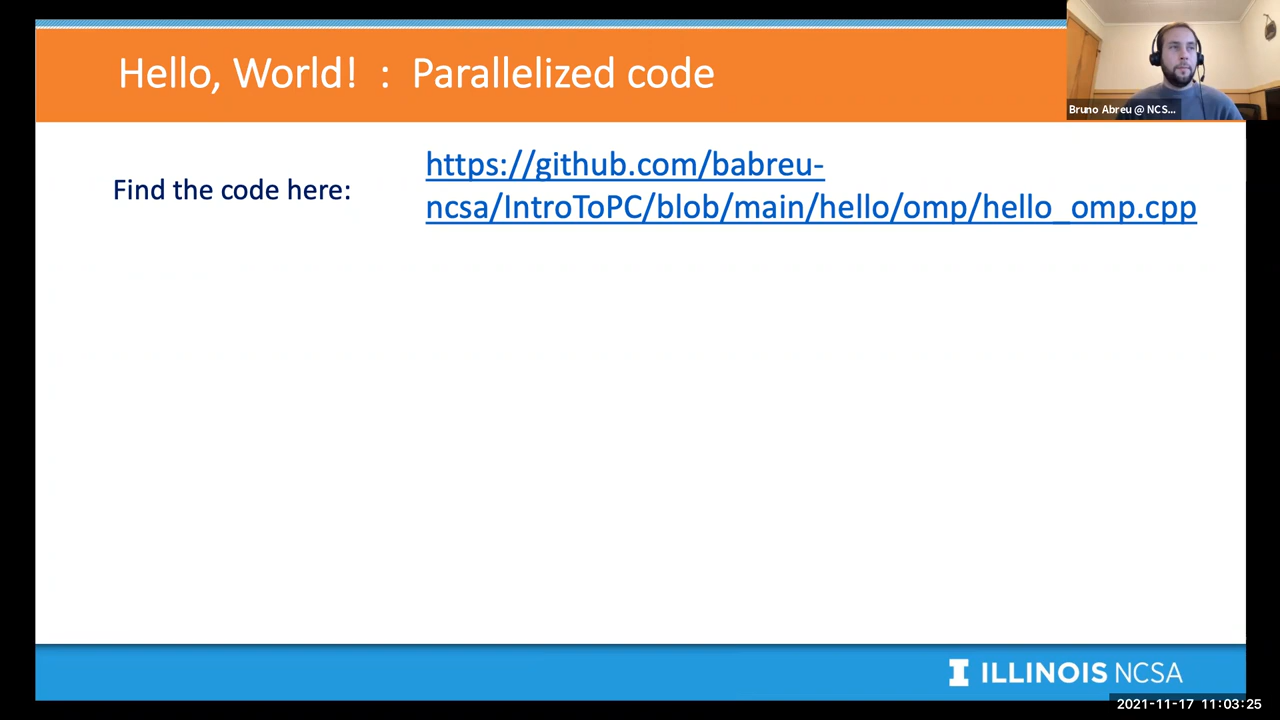 Hello, World! : Parallelized code
Bruno Abreu @ NCS...
Find the code here:
https://github.com/babreu-
ncsa/IntroToPC/blob/main/hello/omp/hello_omp.cpp
ILLINOIS NCSA
2021-11-17 11:03:25